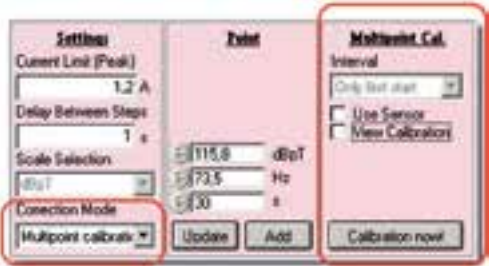 Settings
Current Limit (Peak)
1,2 A
Delay Between Steps
1 s
Scale Selection
dBpT
Conection Mode
Multipoint calibratic
Point
115,8 dBpT
73,5 Hz
30 s
Update Add
Multipoint Cal.
Interval
Only first start
Use Sensor
View Calibration
Calibration now!